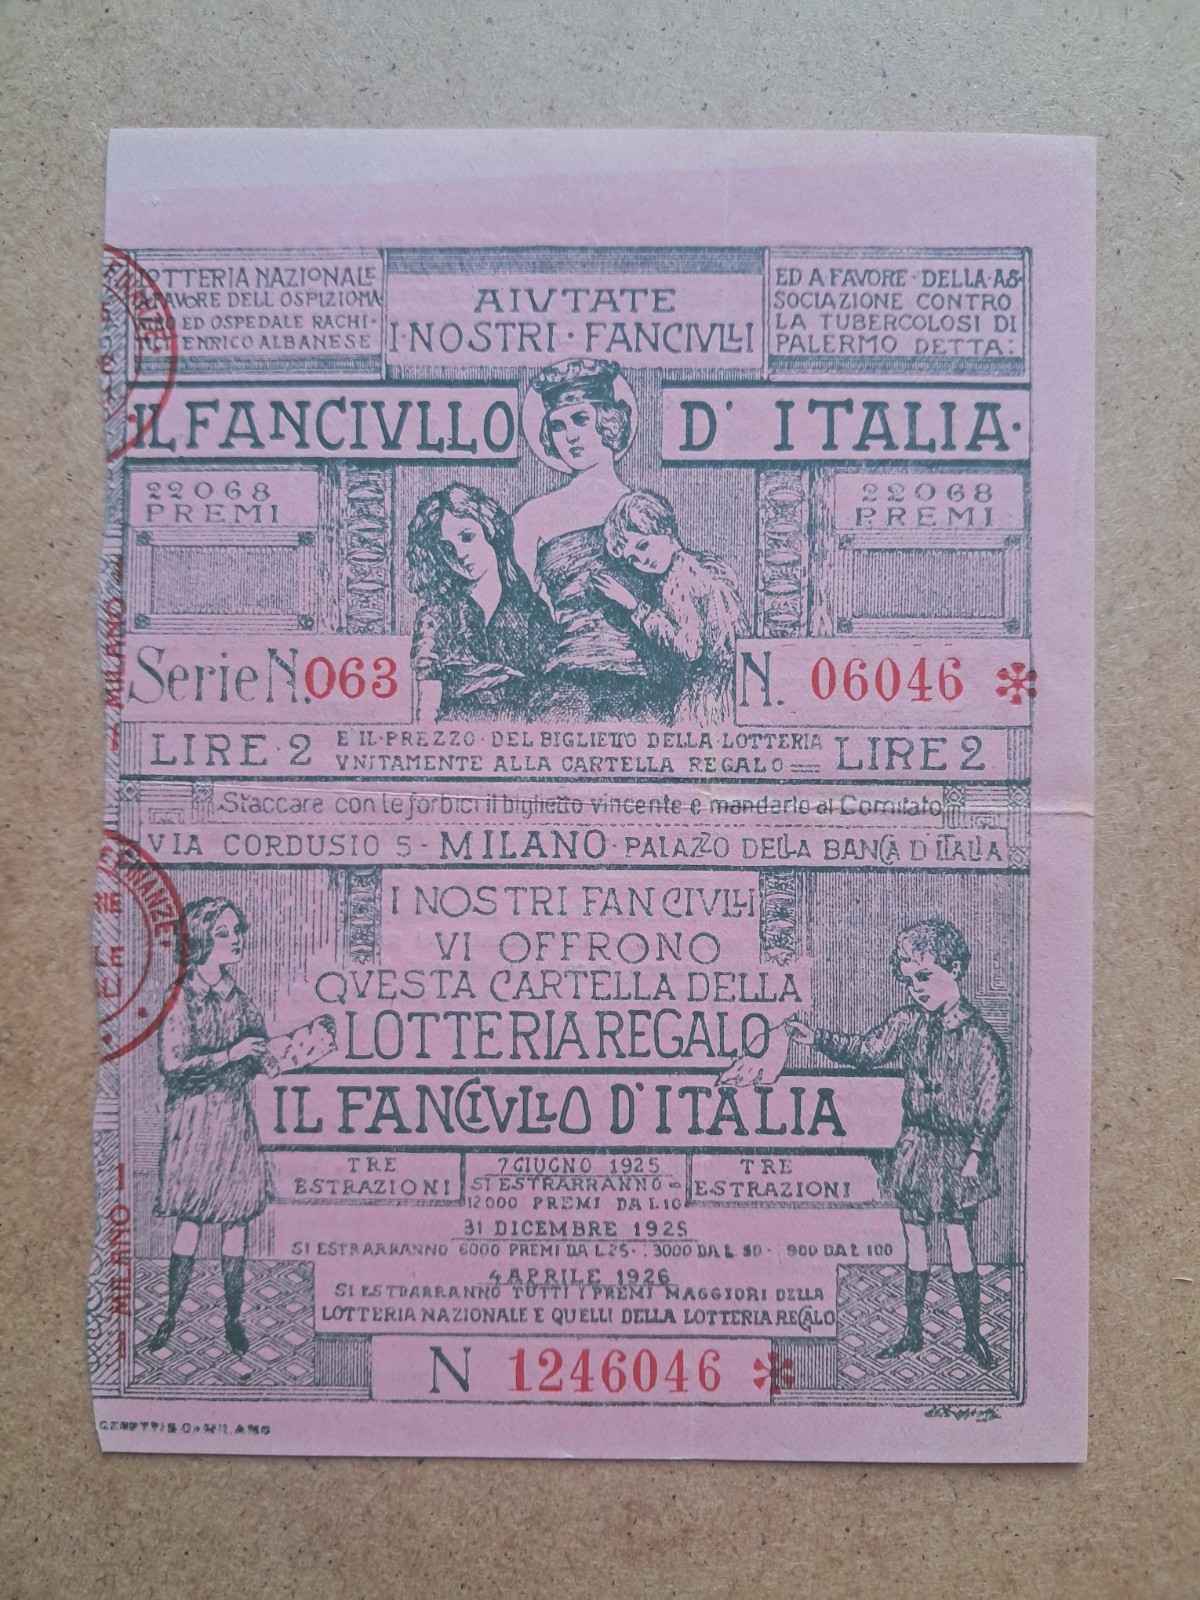 LOTTERIA NAZIONALE
A FAVORE DELL OSPIZIO MA
RINO ED OSPEDALE RACHI-
TICI ENRICO ALBANESE
AIVTATE
I·NOSTRI·FANCIVLLI
ED A FAVORE·DELLA·AS
SOCIAZIONE CONTRO
LA TUBERCOLOSI DI
PALERMO DETTA:
·IL FANCIVLLO D' ITALIA·
22068
PREMI
22068
PREMI
Serie N. 063
N. 06046 *
LIRE·2
E IL·PREZZO·DEL BIGLIETTO DELLA·LOTTERIA
VNITAMENTE ALLA CARTELLA REGALO
LIRE 2
Staccare con le forbici il biglietto vincente e mandarlo al Comitato
VIA CORDUSIO 5 - MILANO·PALAZZO DELLA BANCA D ITALIA
I NOSTRI FANCIVLLI
VI OFFRONO
QVESTA CARTELLA DELLA
LOTTERIA REGALO
IL FANCIVLLO D'ITALIA
TRE
ESTRAZIONI
7 GIUGNO 1925
SI ESTRARRANNO
12000 PREMI DA L.10
TRE
ESTRAZIONI
31 DICEMBRE 1925
SI ESTRARRANNO 6000 PREMI DA L 25·: 3000 DA L 50·: 900 DA L 100
4 APRILE 1926
SI ESTRARRANNO TUTTI I PREMI MAGGIORI DELLA
LOTTERIA NAZIONALE E QUELLI DELLA LOTTERIA REGALO
N 1246046 *
MILANO
FINANZE
MILANO 1
MILANO